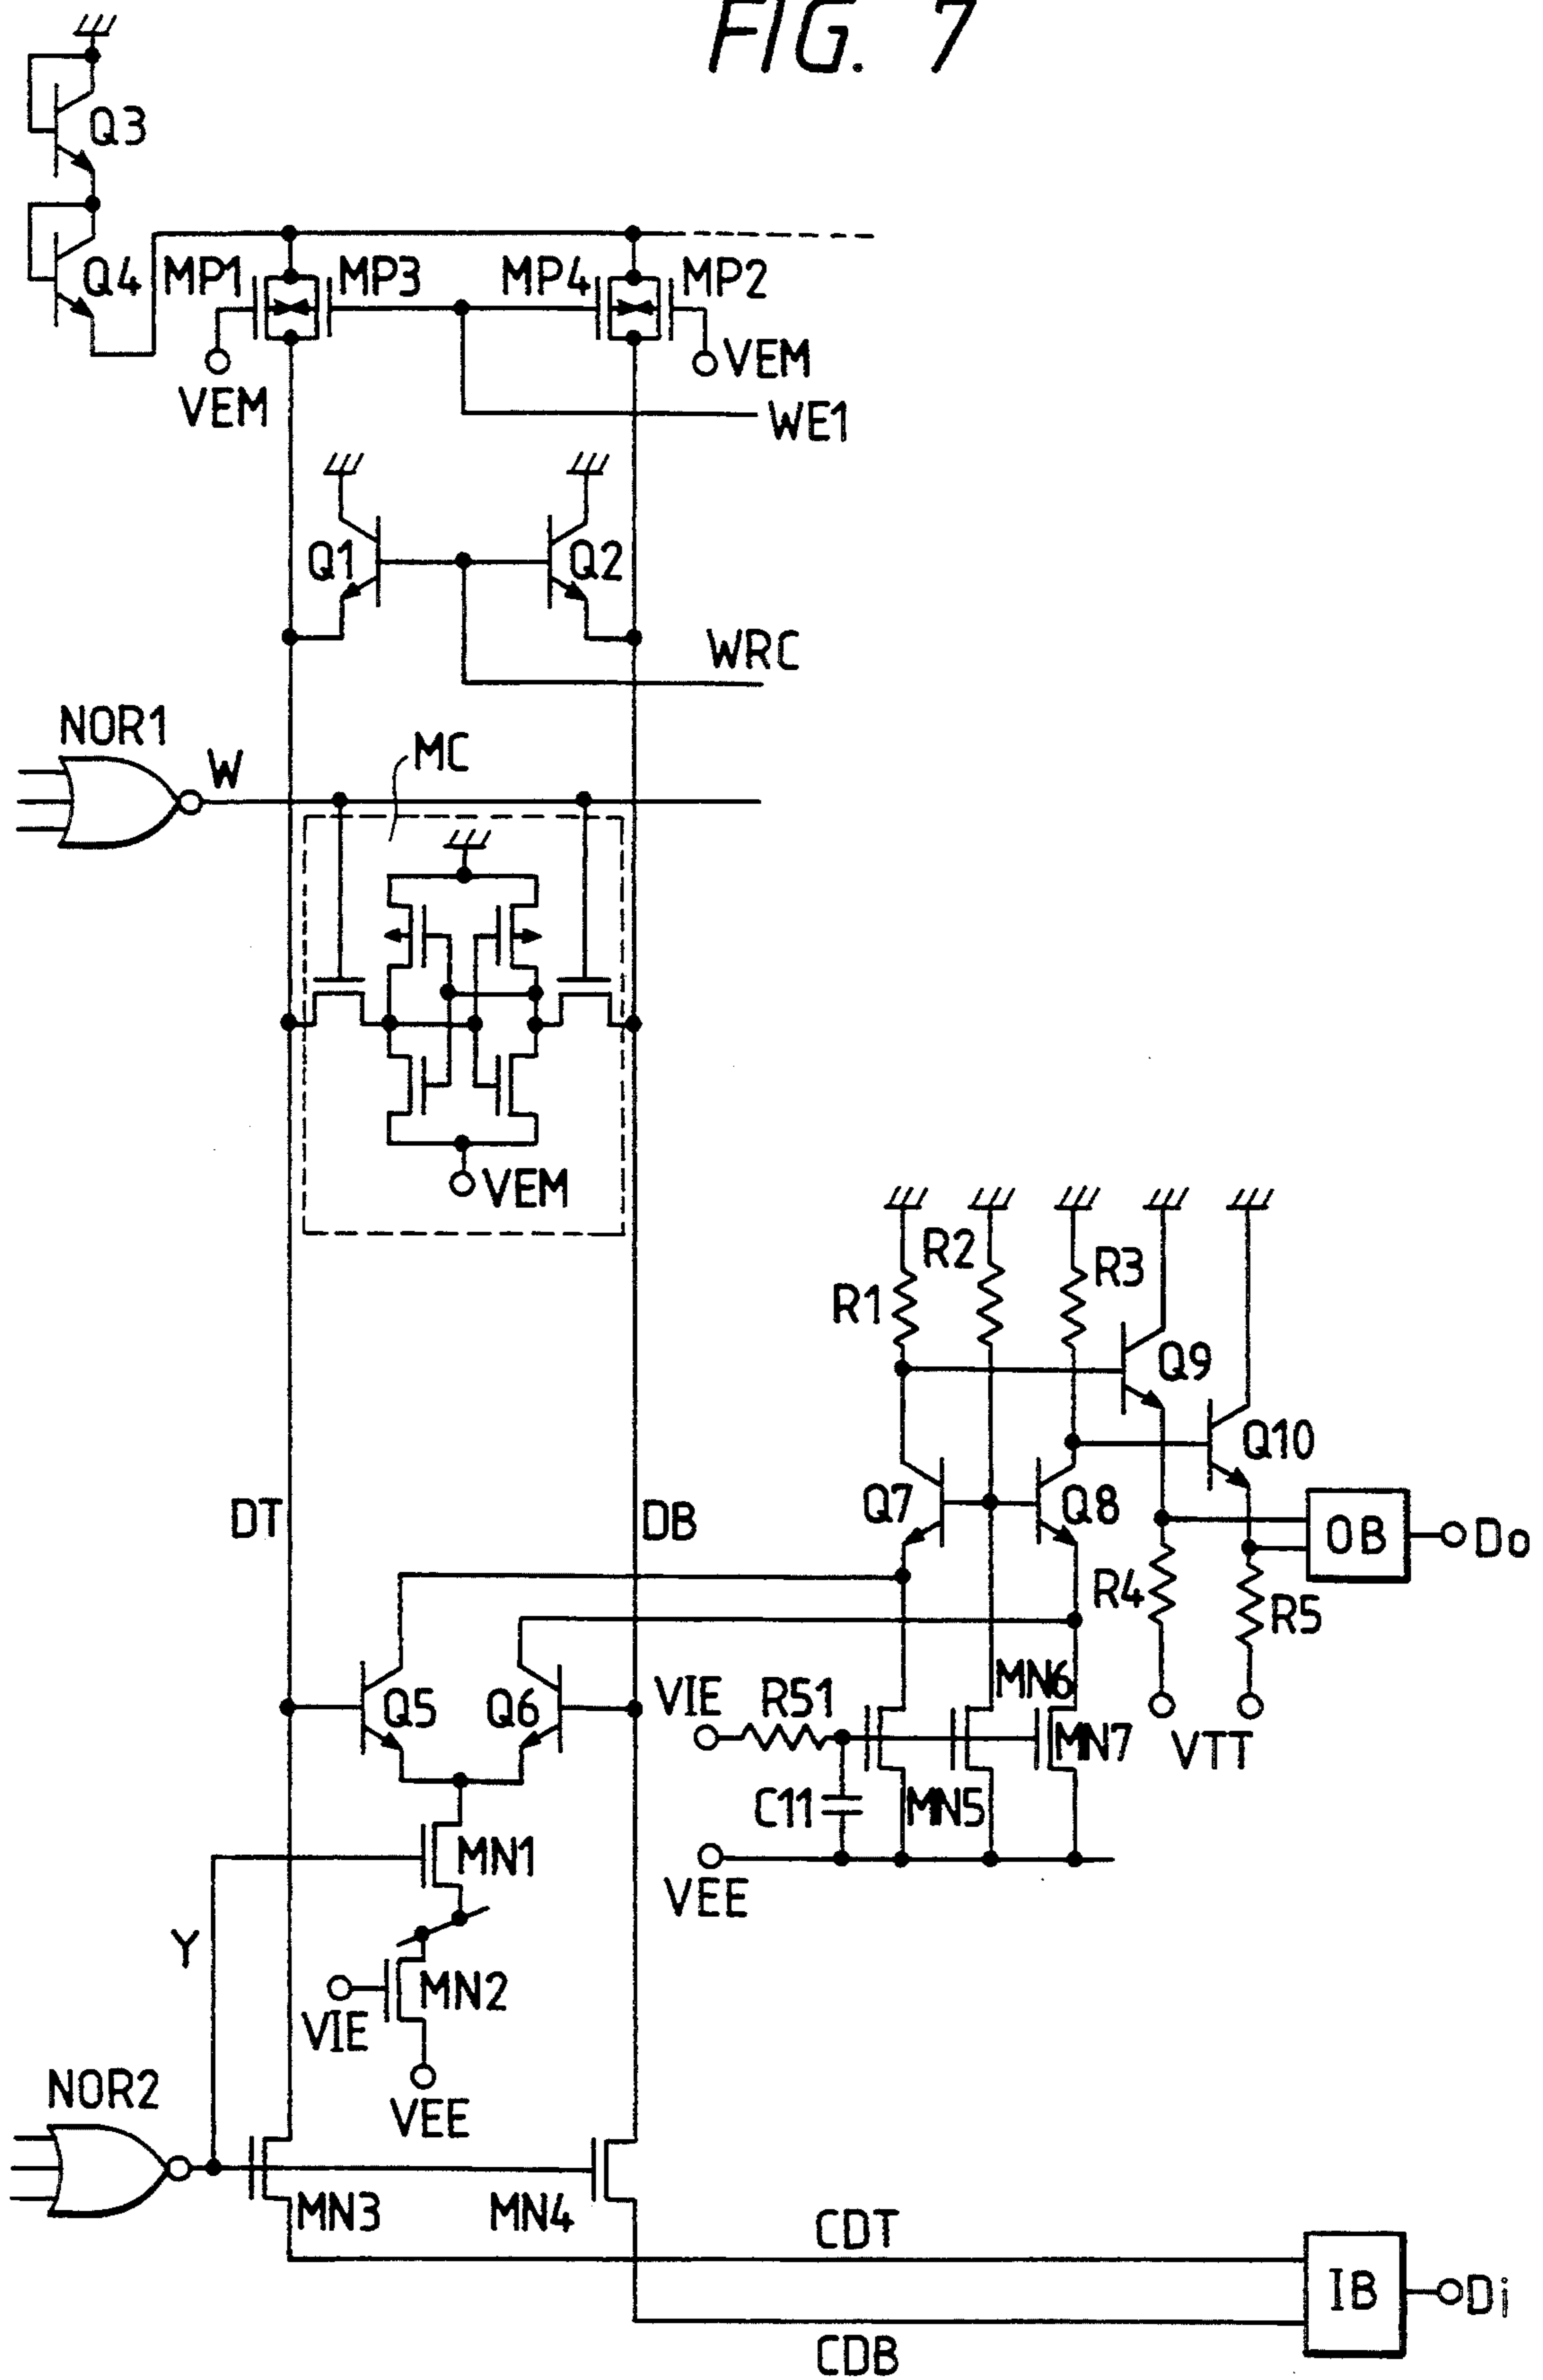 FIG. 7
Q3
Q4
MP1
MP3
MP4
MP2
VEM
VEM
WE1
Q1
Q2
WRC
NOR1
W
MC
VEM
R1
R2
R3
Q9
Q10
Q7
Q8
DT
DB
OB
Do
R4
R5
Q5
Q6
VIE
R51
MN6
MN7
VTT
C11
MN5
MN1
VEE
Y
MN2
VIE
VEE
NOR2
MN3
MN4
CDT
IB
Di
CDB